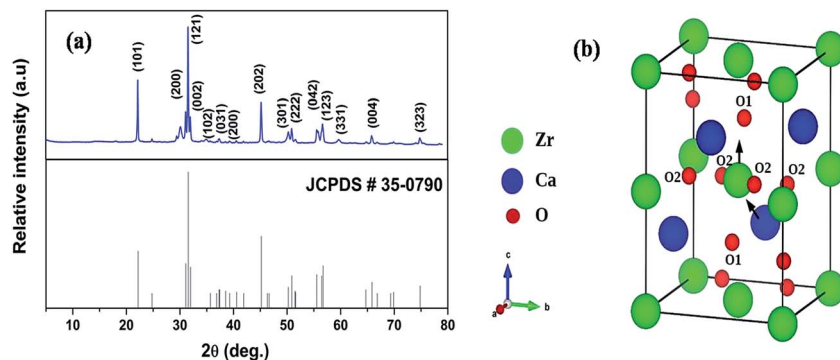 (a)
Relative intensity (a.u)
(101)
(200)
(121)
(002)
(102)
(031)
(200)
(202)
(301)
(222)
(042)
(123)
(331)
(004)
(323)
JCPDS # 35-0790
10 20 30 40 50 60 70 80
2θ (deg.)
(b)
Zr
Ca
O
c
a
b
O1
O2
O2
O2
O2
O1